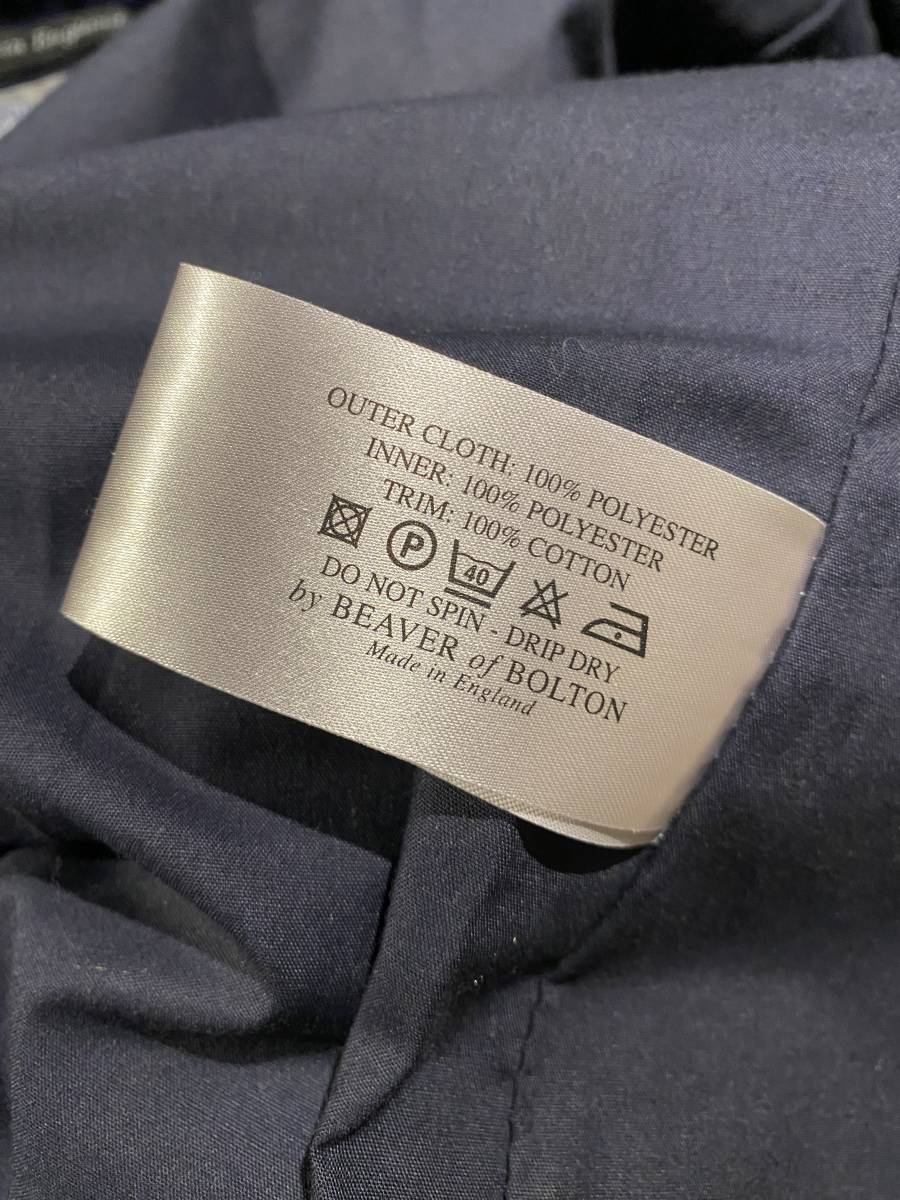 England
OUTER CLOTH: 100% POLYESTER
INNER: 100% POLYESTER
TRIM: 100% COTTON
P 40
DO NOT SPIN - DRIP DRY
by BEAVER of BOLTON
Made in England